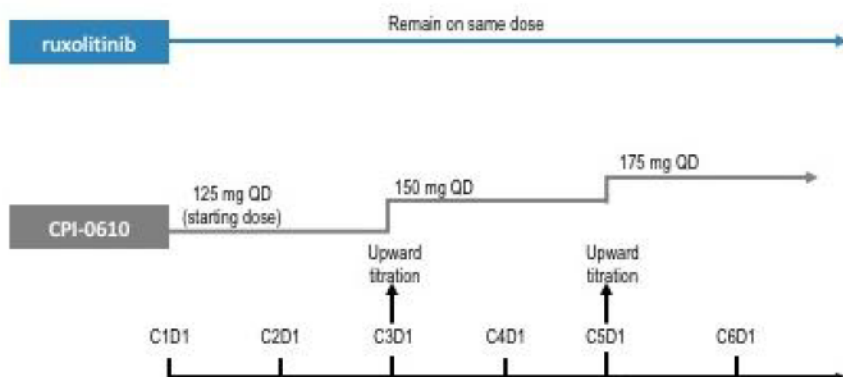 ruxolitinib
Remain on same dose
175 mg QD
125 mg QD
(starting dose)
150 mg QD
CPI-0610
Upward
titration
Upward
titration
C1D1 C2D1 C3D1 C4D1 C5D1 C6D1